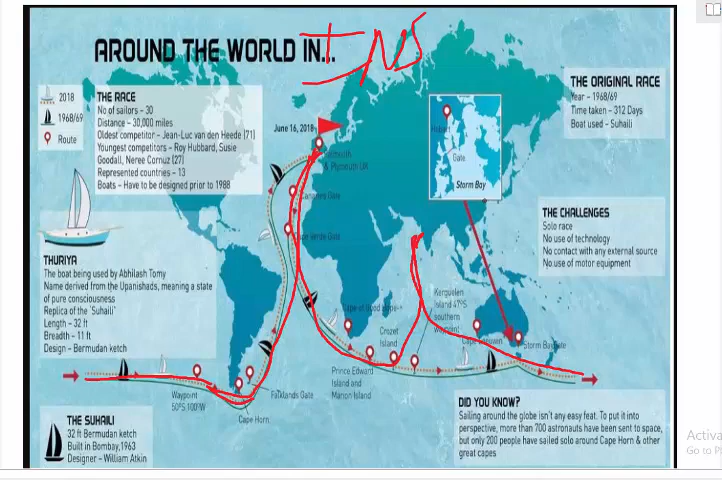 AROUND THE WORLD IN...
INS
2018
1968/69
Route
THE RACE
No of sailors – 30
Distance – 30,000 miles
Oldest competitor – Jean-Luc van den Heede (71)
Youngest competitors – Roy Hubbard, Susie
Goodall, Neree Cornuz (27)
Represented countries – 13
Boats – Have to be designed prior to 1988
June 16, 2018
& Plymouth UK
Gate
Verde Gate
THE ORIGINAL RACE
Year – 1968/69
Time taken – 312 Days
Boat used – Suhaili
Hobart
Gate
Storm Bay
THE CHALLENGES
Solo race
No use of technology
No contact with any external source
No use of motor equipment
THURIYA
The boat being used by Abhilash Tomy
Name derived from the Upanishads, meaning a state
of pure consciousness
Replica of the 'Suhaili'
Length – 32 ft
Breadth – 11 ft
Design – Bermudan ketch
Cape of Good Hope
Crozet
Island
Kerguelen
Island 47°S
southern
waypoint
Cape Leeuwin
Storm Bay Gate
Prince Edward
Island and
Marion Island
Waypoint
50°S 100°W
Falklands Gate
Cape Horn
THE SUHAILI
32 ft Bermudan ketch
Built in Bombay, 1963
Designer – William Atkin
DID YOU KNOW?
Sailing around the globe isn't any easy feat. To put it into
perspective, more than 700 astronauts have been sent to space,
but only 200 people have sailed solo around Cape Horn & other
great capes
Activa
Go to P